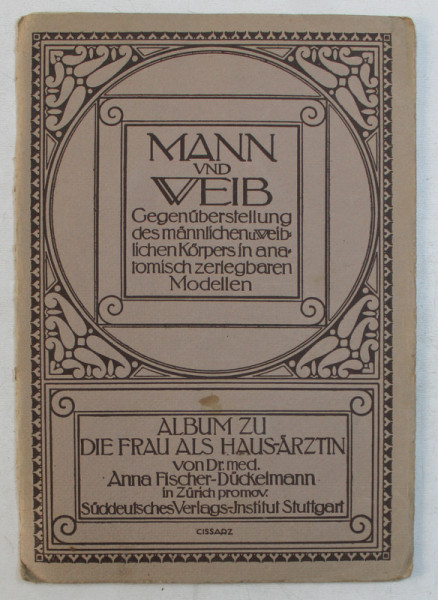 MANN
VND
WEIB
Gegenüberstellung
des männlichen u. weib-
lichen Körpers in ana-
tomisch zerlegbaren
Modellen
ALBUM ZU
DIE FRAU ALS HAUS-ÄRZTIN
von Dr. med.
Anna Fischer-Dückelmann
in Zürich promov.
Süddeutsches Verlags-Institut Stuttgart
CISSARZ